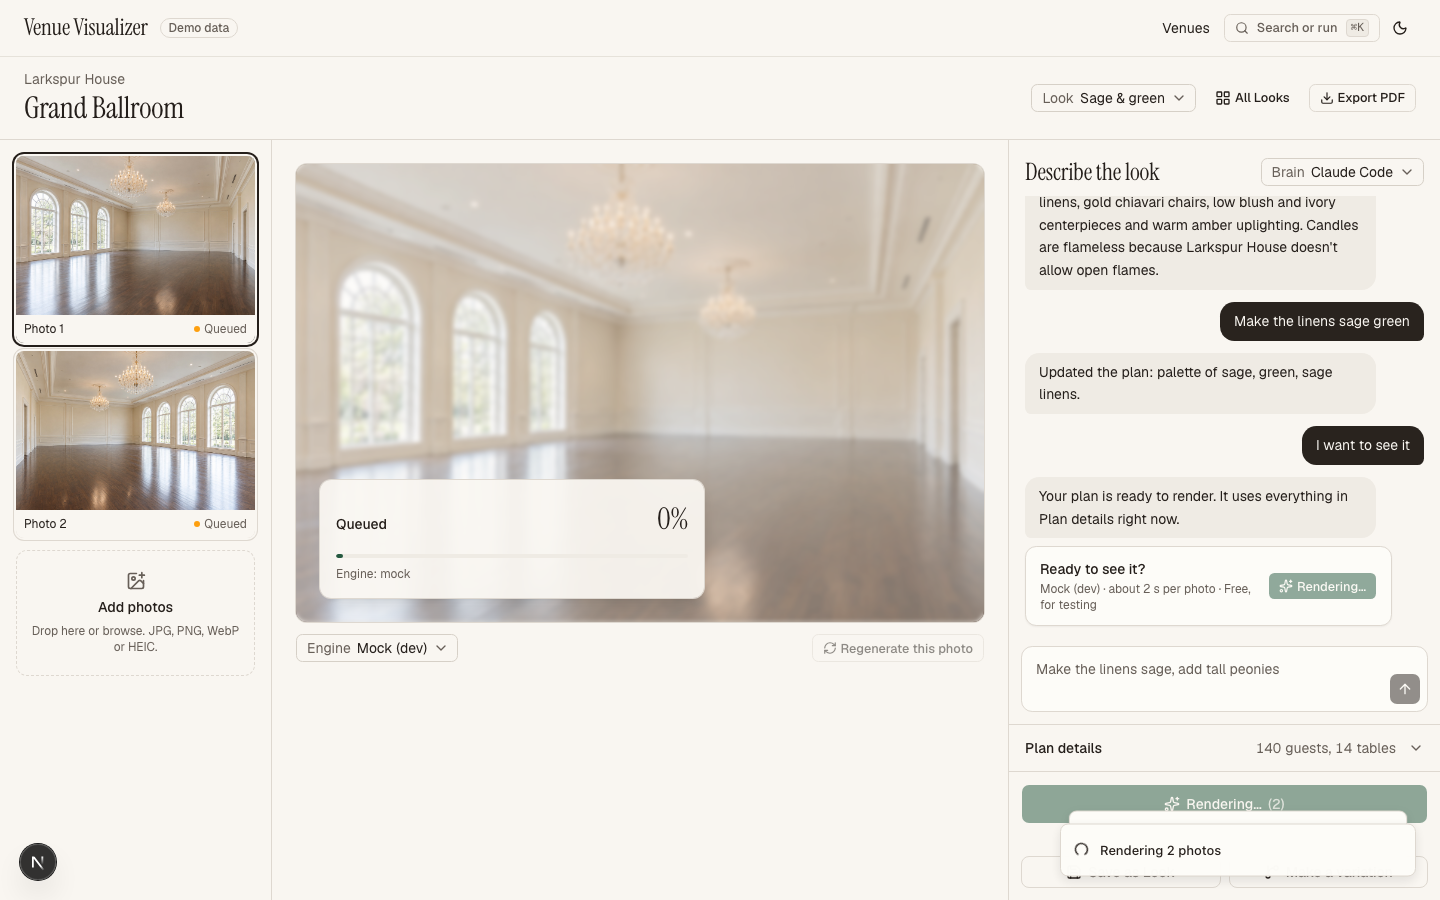 Venue Visualizer
Demo data
Venues
Search or run
⌘K
Larkspur House
Grand Ballroom
Look Sage & green
All Looks
Export PDF
Photo 1
Queued
Photo 2
Queued
Add photos
Drop here or browse. JPG, PNG, WebP
or HEIC.
Queued
0%
Engine: mock
Engine Mock (dev)
Regenerate this photo
Describe the look
Brain Claude Code
linens, gold chiavari chairs, low blush and ivory
centerpieces and warm amber uplighting. Candles
are flameless because Larkspur House doesn't
allow open flames.
Make the linens sage green
Updated the plan: palette of sage, green, sage
linens.
I want to see it
Your plan is ready to render. It uses everything in
Plan details right now.
Ready to see it?
Mock (dev) · about 2 s per photo · Free,
for testing
Rendering...
Make the linens sage, add tall peonies
Plan details
140 guests, 14 tables
Rendering... (2)
Rendering 2 photos
N